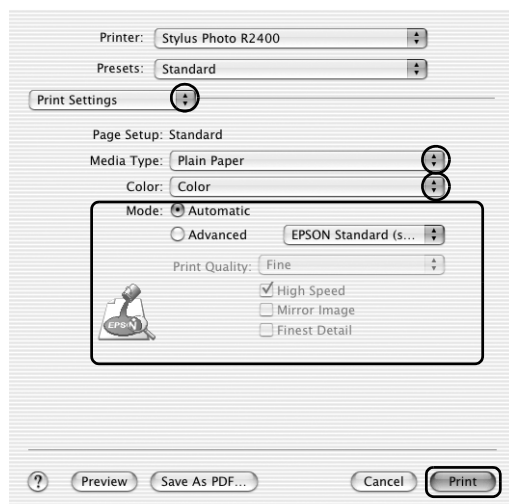 Printer: Stylus Photo R2400
Presets: Standard
Print Settings
Page Setup: Standard
Media Type: Plain Paper
Color: Color
Mode: Automatic
Advanced EPSON Standard (s...
Print Quality: Fine
High Speed
Mirror Image
Finest Detail
EPSON
? Preview Save As PDF... Cancel Print